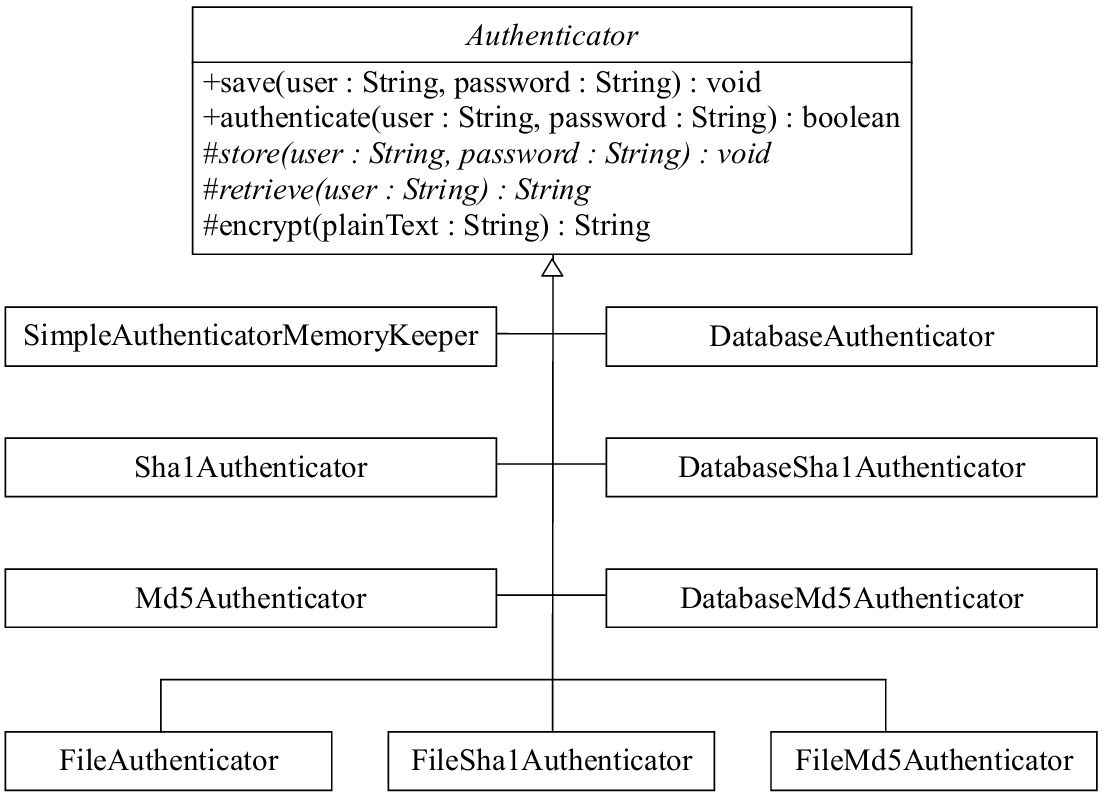 Authenticator
+save(user : String, password : String) : void
+authenticate(user : String, password : String) : boolean
#store(user : String, password : String) : void
#retrieve(user : String) : String
#encrypt(plainText : String) : String
SimpleAuthenticatorMemoryKeeper
DatabaseAuthenticator
Sha1Authenticator
DatabaseSha1Authenticator
Md5Authenticator
DatabaseMd5Authenticator
FileAuthenticator
FileSha1Authenticator
FileMd5Authenticator